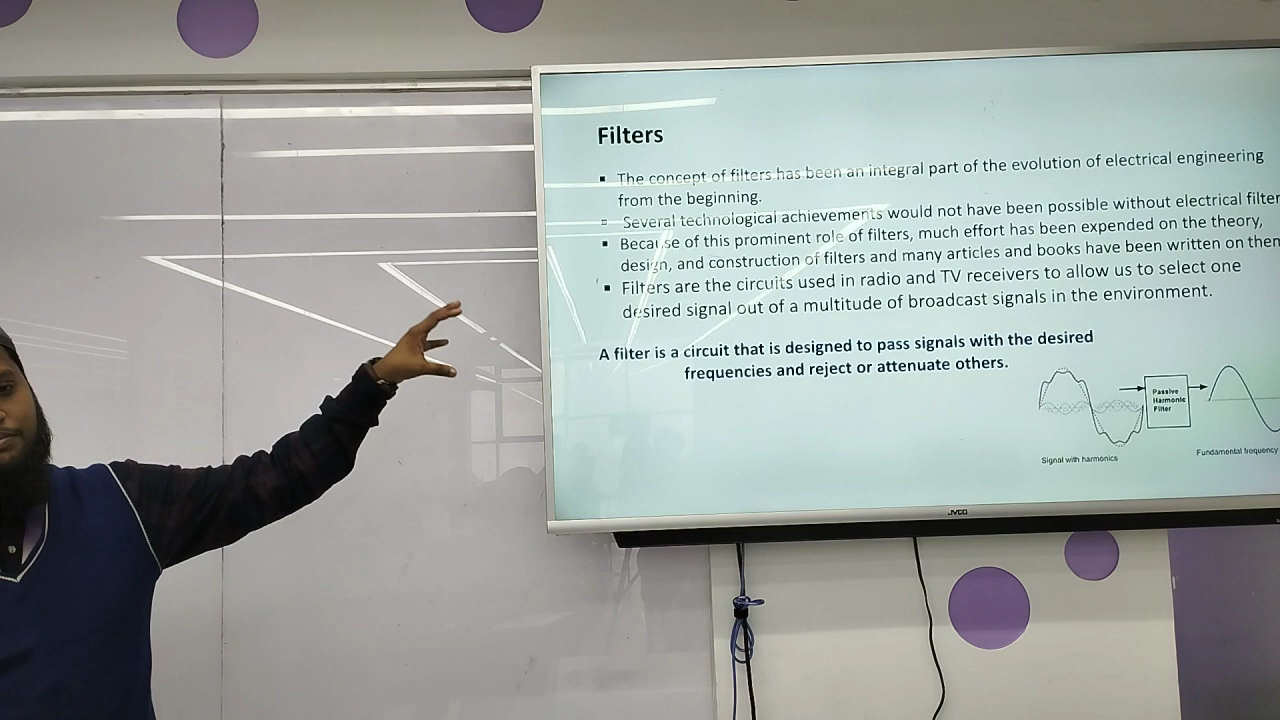 Filters
▪ The concept of filters has been an integral part of the evolution of electrical engineering
from the beginning.
▫ Several technological achievements would not have been possible without electrical filter
▪ Because of this prominent role of filters, much effort has been expended on the theory,
design, and construction of filters and many articles and books have been written on them
▪ Filters are the circuits used in radio and TV receivers to allow us to select one
desired signal out of a multitude of broadcast signals in the environment.
A filter is a circuit that is designed to pass signals with the desired
frequencies and reject or attenuate others.
Passive
Harmonic
Filter
Signal with harmonics
Fundamental frequency
JVCO